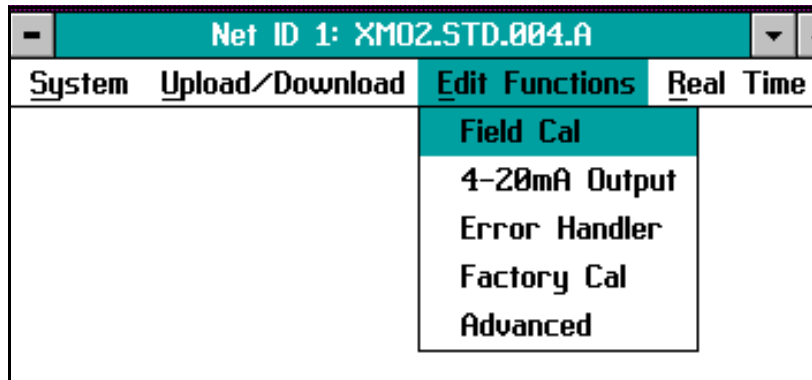 Net ID 1: XMO2.STD.004.A
System Upload/Download Edit Functions Real Time
Field Cal
4-20mA Output
Error Handler
Factory Cal
Advanced